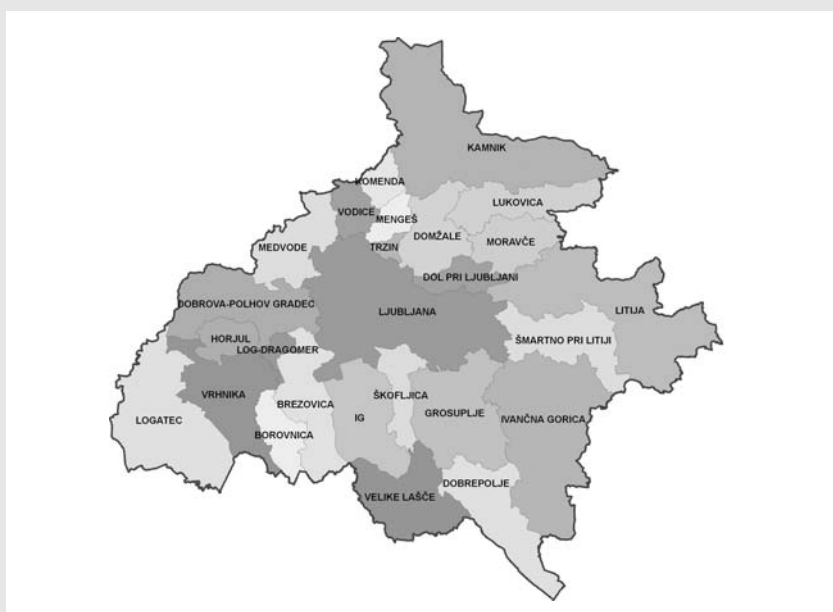 KAMNIK
KOMENDA
LUKOVICA
VODICE
MENGEŠ
DOMŽALE
MORAVČE
MEDVODE
TRZIN
DOL PRI LJUBLJANI
DOBROVA-POLHOV GRADEC
LJUBLJANA
LITIJA
HORJUL
ŠMARTNO PRI LITIJI
LOG-DRAGOMER
VRHNIKA
ŠKOFLJICA
BREZOVICA
LOGATEC
IG
GROSUPLJE
IVANČNA GORICA
BOROVNICA
DOBREPOLJE
VELIKE LAŠČE